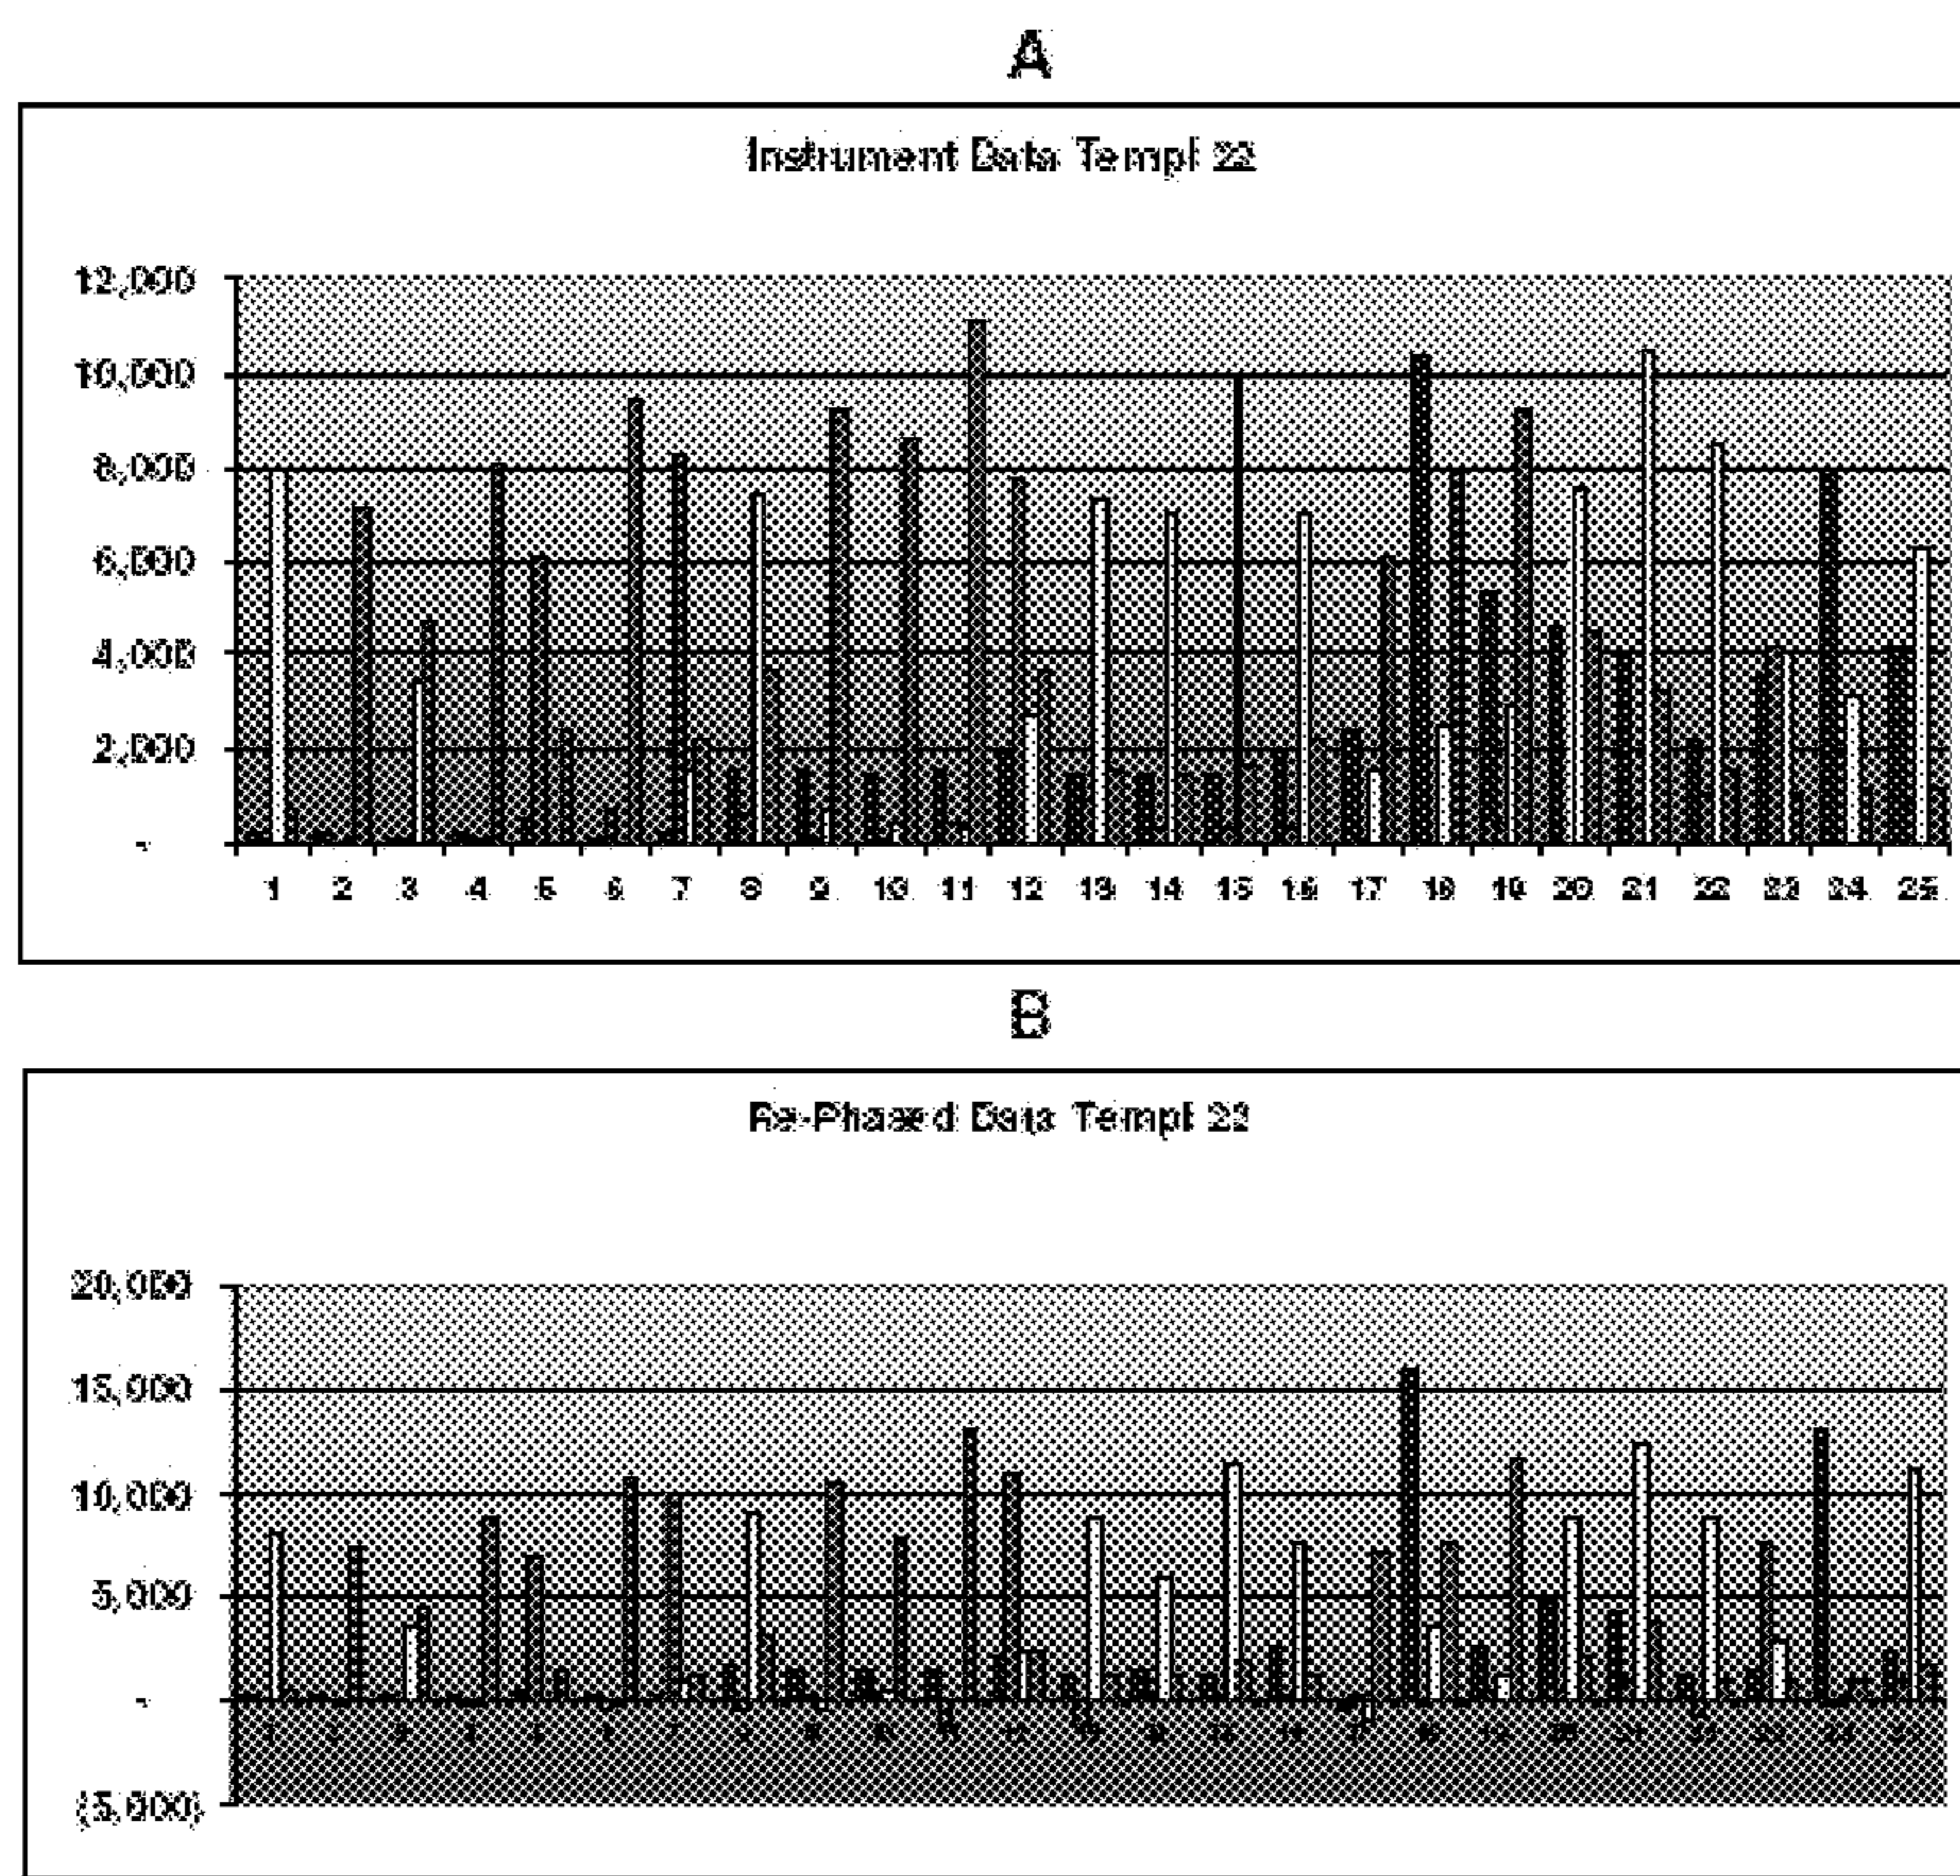 A
Instrument Data Templ 22
12,000
10,000
8,000
6,000
4,000
2,000
-
1 2 3 4 5 6 7 8 9 10 11 12 13 14 15 16 17 18 19 20 21 22 23 24 25
B
Re-Phased Data Templ 22
20,000
15,000
10,000
5,000
-
(5,000)